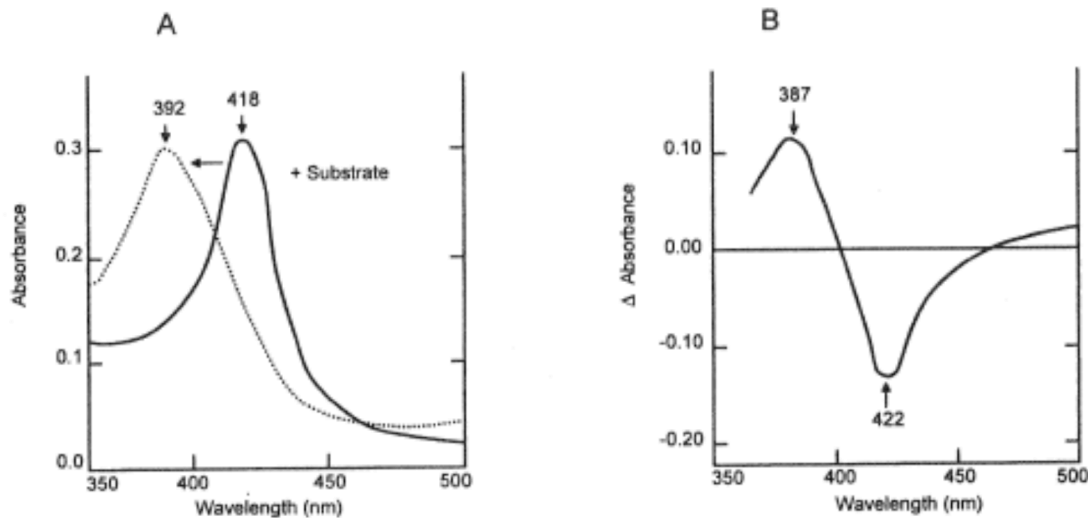 A
392
418
+ Substrate
0.3
0.2
0.1
0.0
Absorbance
350
400
450
500
Wavelength (nm)
B
387
0.10
0.00
-0.10
-0.20
Δ Absorbance
422
350
400
450
500
Wavelength (nm)